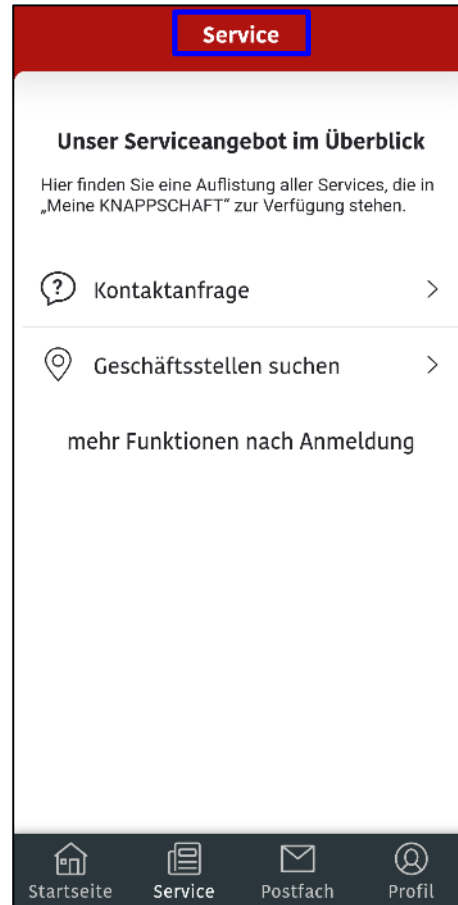 Service
Unser Serviceangebot im Überblick
Hier finden Sie eine Auflistung aller Services, die in
„Meine KNAPPSCHAFT“ zur Verfügung stehen.
Kontaktanfrage
Geschäftsstellen suchen
mehr Funktionen nach Anmeldung
Startseite Service Postfach Profil